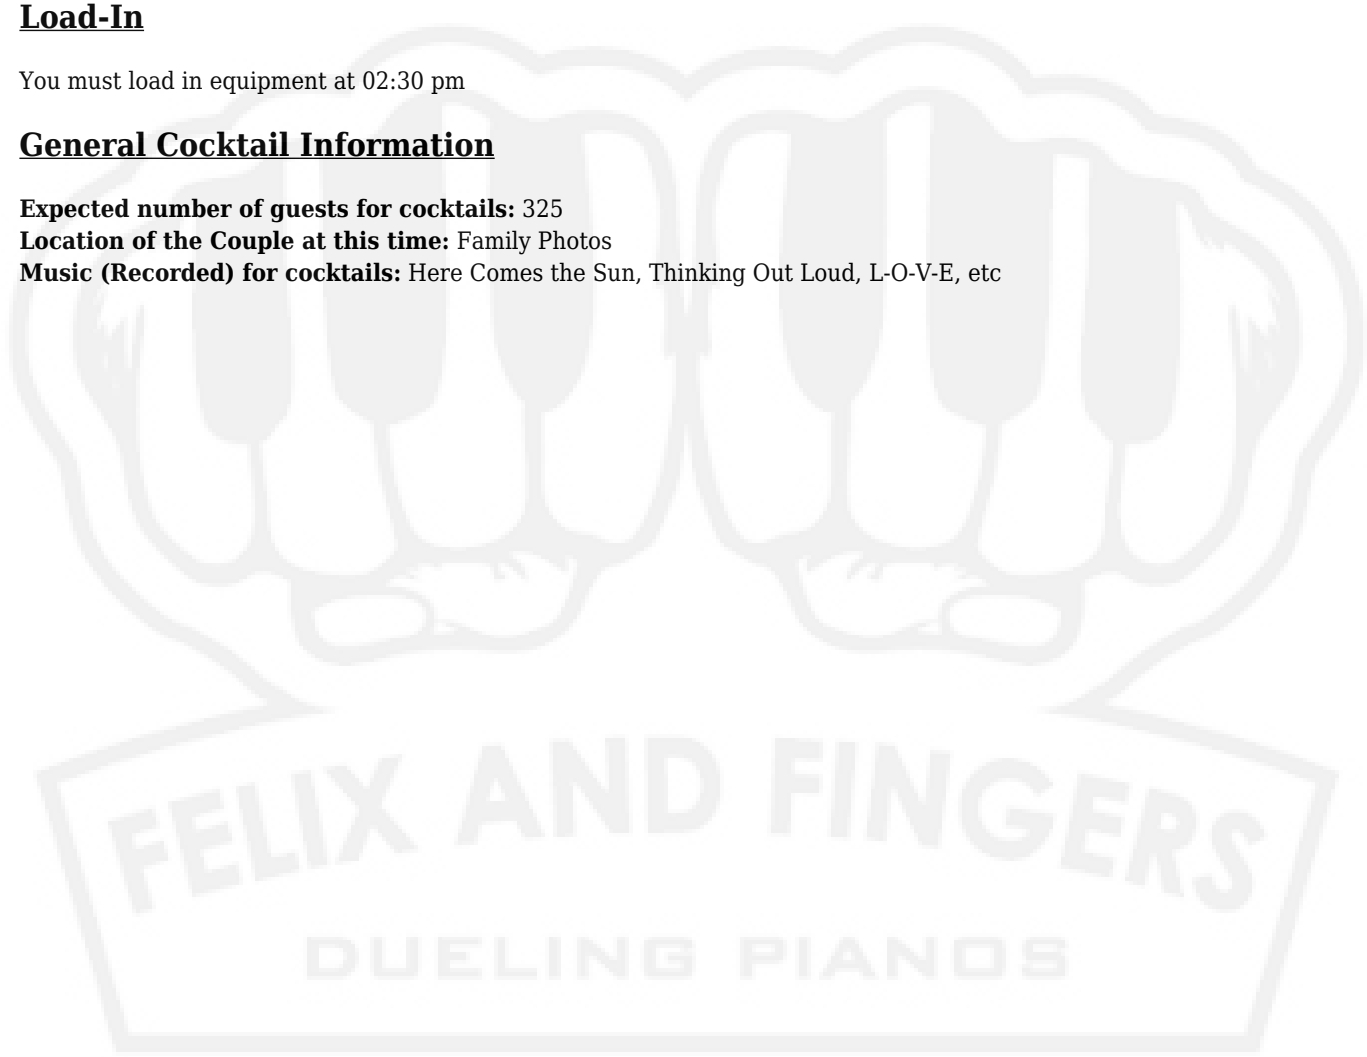 Load-In
You must load in equipment at 02:30 pm
General Cocktail Information
Expected number of guests for cocktails: 325
Location of the Couple at this time: Family Photos
Music (Recorded) for cocktails: Here Comes the Sun, Thinking Out Loud, L-O-V-E, etc
FELIX AND FINGERS
DUELING PIANOS